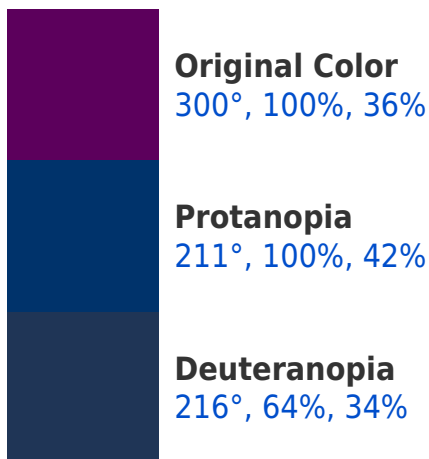 Original Color
300°, 100%, 36%
Protanopia
211°, 100%, 42%
Deuteranopia
216°, 64%, 34%